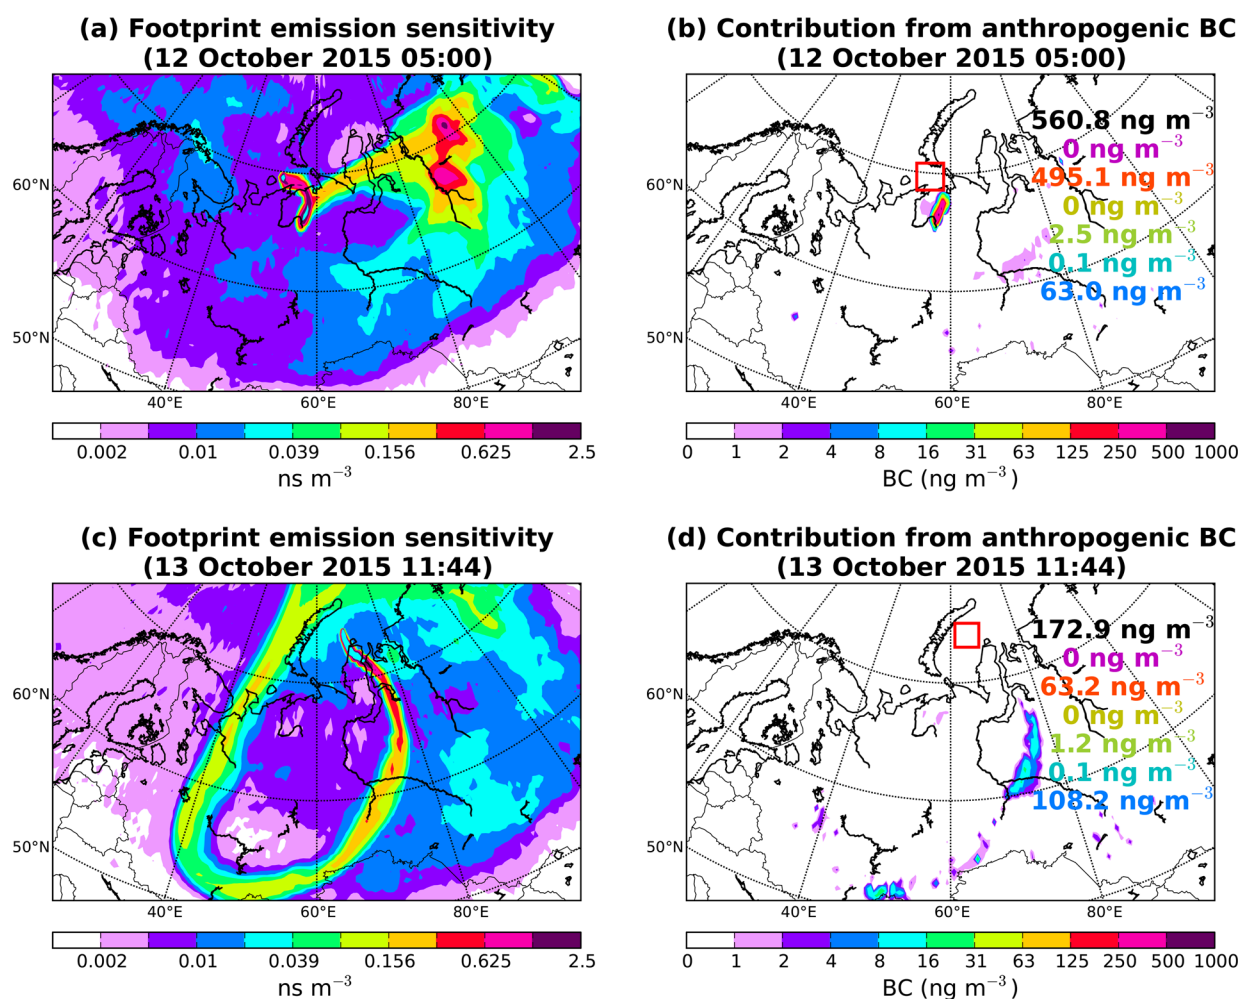 (a) Footprint emission sensitivity
(12 October 2015 05:00)
60°N
50°N
40°E 60°E 80°E
0.002 0.01 0.039 0.156 0.625 2.5
ns m⁻³
(b) Contribution from anthropogenic BC
(12 October 2015 05:00)
560.8 ng m⁻³
0 ng m⁻³
495.1 ng m⁻³
0 ng m⁻³
2.5 ng m⁻³
0.1 ng m⁻³
63.0 ng m⁻³
60°N
50°N
40°E 60°E 80°E
0 1 2 4 8 16 31 63 125 250 500 1000
BC (ng m⁻³)
(c) Footprint emission sensitivity
(13 October 2015 11:44)
60°N
50°N
40°E 60°E 80°E
0.002 0.01 0.039 0.156 0.625 2.5
ns m⁻³
(d) Contribution from anthropogenic BC
(13 October 2015 11:44)
172.9 ng m⁻³
0 ng m⁻³
63.2 ng m⁻³
0 ng m⁻³
1.2 ng m⁻³
0.1 ng m⁻³
108.2 ng m⁻³
60°N
50°N
40°E 60°E 80°E
0 1 2 4 8 16 31 63 125 250 500 1000
BC (ng m⁻³)